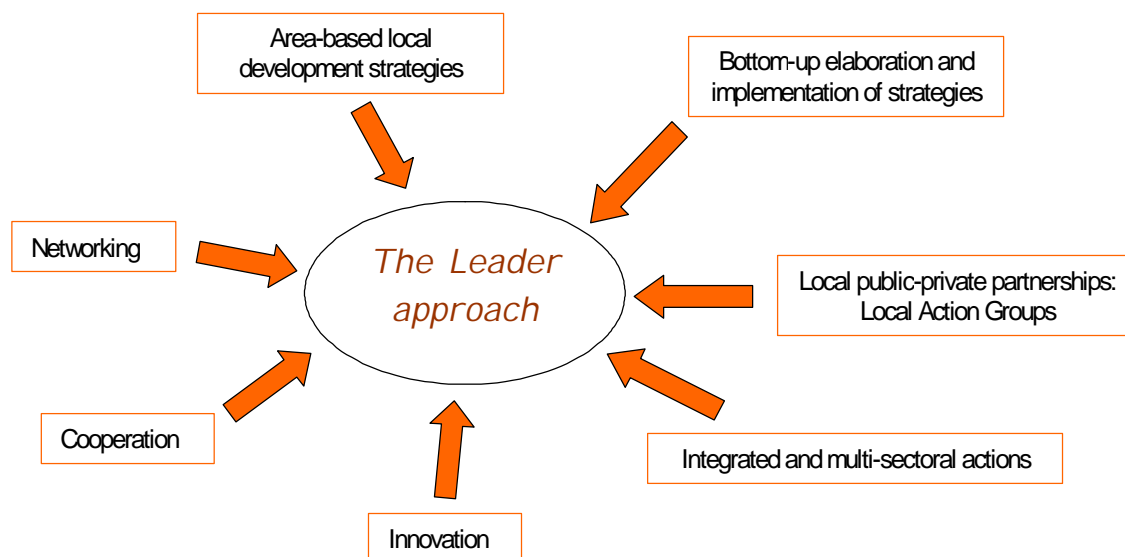 Area-based local
development strategies
Bottom-up elaboration and
implementation of strategies
Networking
The Leader
approach
Local public-private partnerships:
Local Action Groups
Cooperation
Integrated and multi-sectoral actions
Innovation